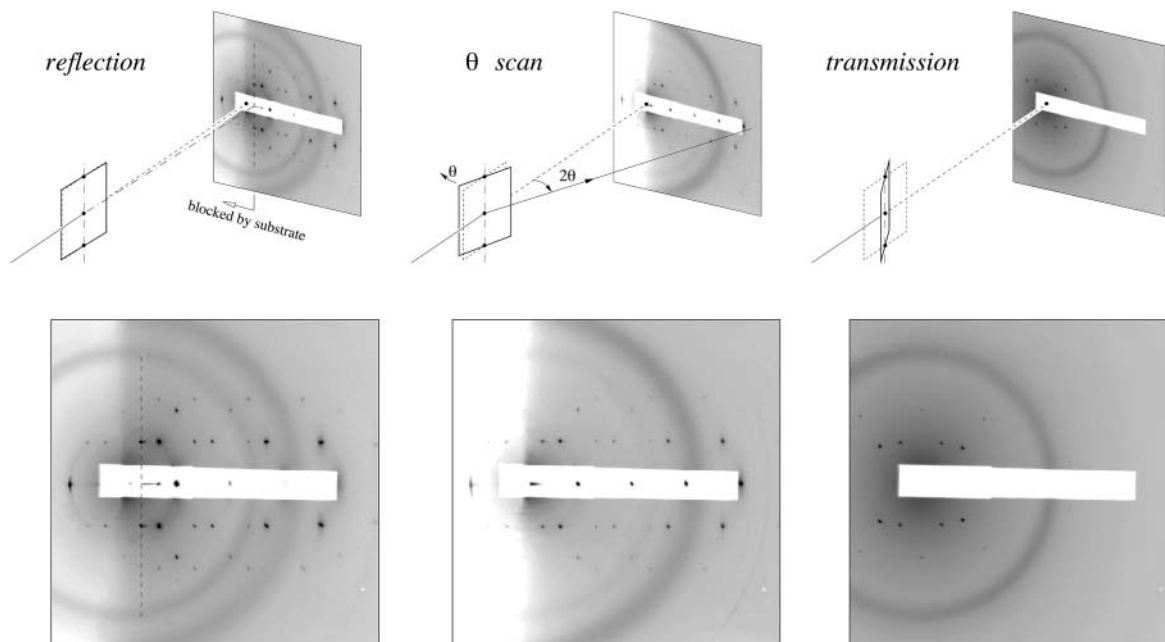 reflection
θ scan
transmission
θ
2θ
blocked by substrate